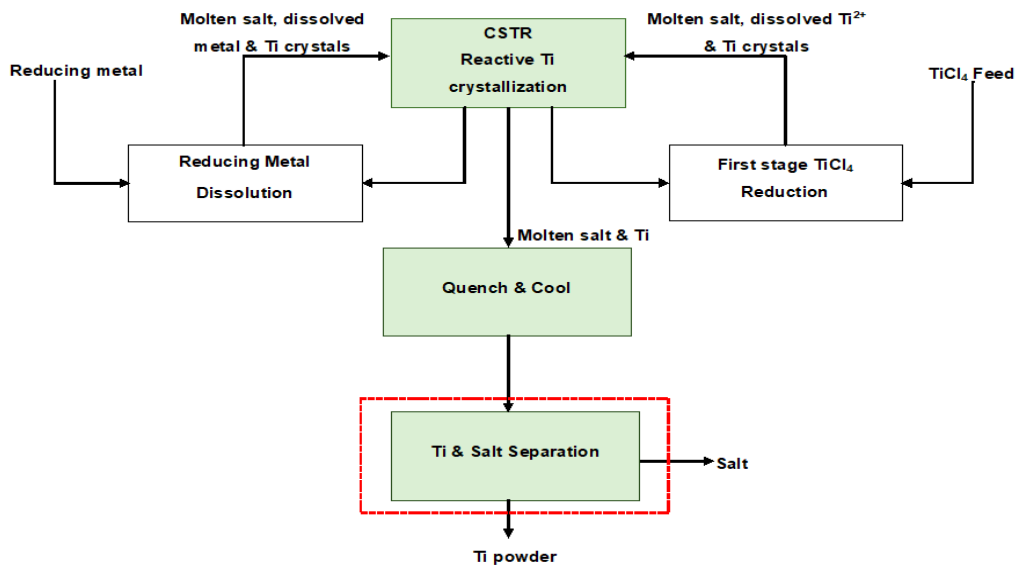 Molten salt, dissolved
metal & Ti crystals
CSTR
Reactive Ti
crystallization
Molten salt, dissolved Ti²⁺
& Ti crystals
Reducing metal
TiCl₄ Feed
Reducing Metal
Dissolution
First stage TiCl₄
Reduction
Molten salt & Ti
Quench & Cool
Ti & Salt Separation
Salt
Ti powder